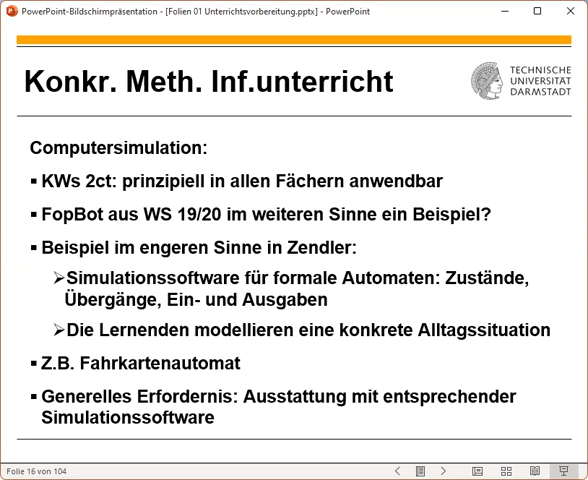 PowerPoint-Bildschirmpräsentation - [Folien 01 Unterrichtsvorbereitung.pptx] - PowerPoint
Konkr. Meth. Inf.unterricht
TECHNISCHE
UNIVERSITÄT
DARMSTADT
Computersimulation:
▪ KWs 2ct: prinzipiell in allen Fächern anwendbar
▪ FopBot aus WS 19/20 im weiteren Sinne ein Beispiel?
▪ Beispiel im engeren Sinne in Zendler:
➢Simulationssoftware für formale Automaten: Zustände,
Übergänge, Ein- und Ausgaben
➢Die Lernenden modellieren eine konkrete Alltagssituation
▪ Z.B. Fahrkartenautomat
▪ Generelles Erfordernis: Ausstattung mit entsprechender
Simulationssoftware
Folie 16 von 104